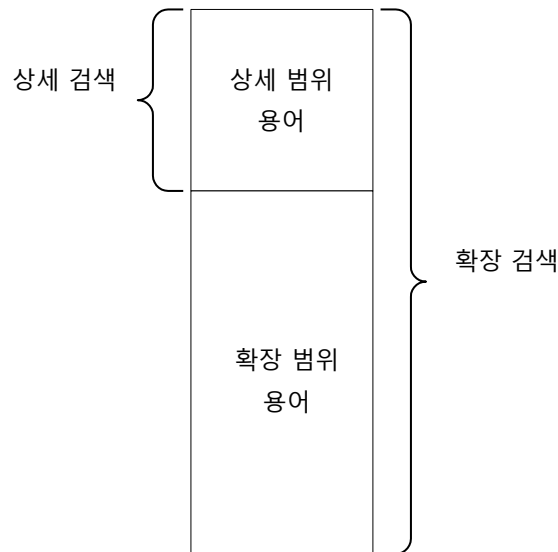 상세 검색
상세 범위
용어
확장 검색
확장 범위
용어